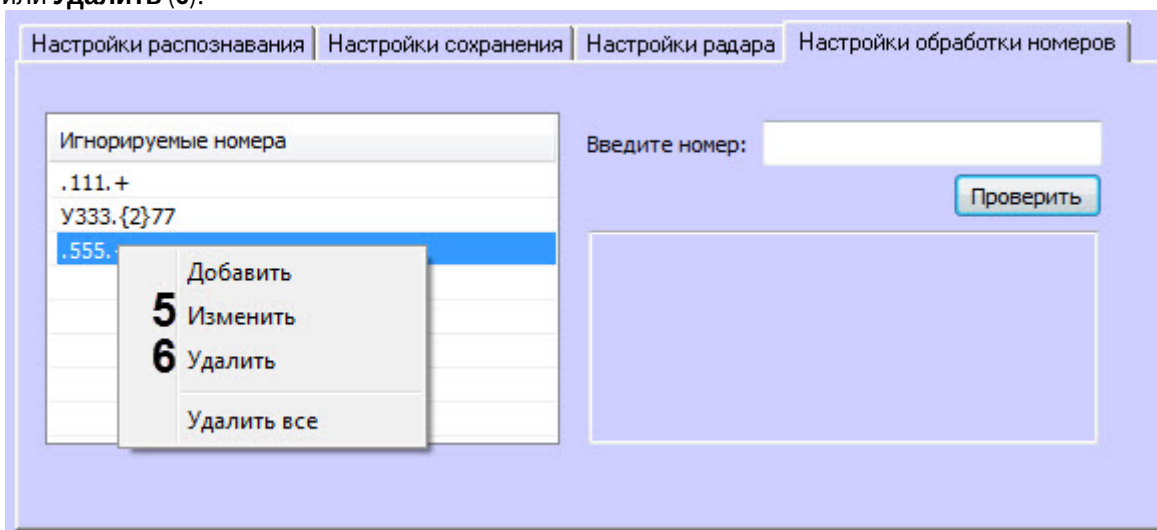 или Удалить (6).
Настройки распознавания Настройки сохранения Настройки радара Настройки обработки номеров
Игнорируемые номера
Введите номер:
.111.+
Проверить
У333.{2}77
.555.
Добавить
5 Изменить
6 Удалить
Удалить все